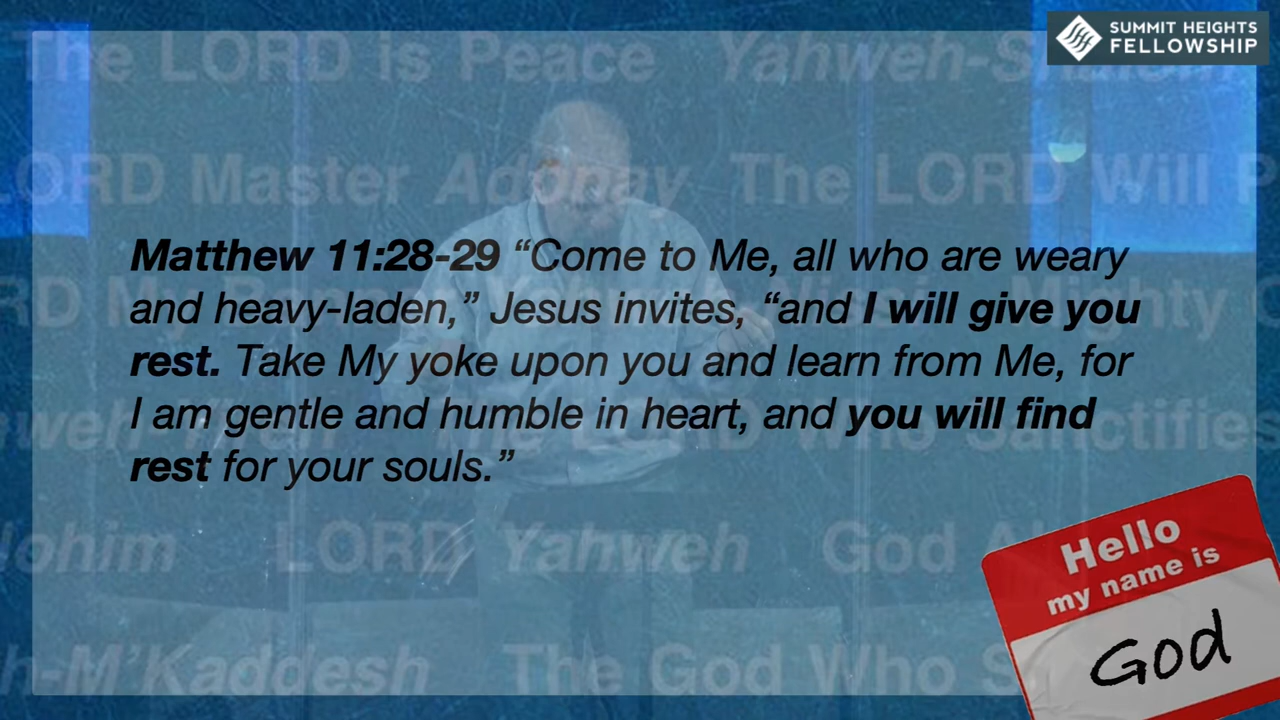 SUMMIT HEIGHTS
FELLOWSHIP
The LORD is Peace Yahweh-Shalom
LORD Master Adonay The LORD Will
Matthew 11:28-29 “Come to Me, all who are weary
and heavy-laden,” Jesus invites, “and I will give you
rest. Take My yoke upon you and learn from Me, for
I am gentle and humble in heart, and you will find
rest for your souls.”
Sanctifies
LORD Yahweh God
M’Kaddesh The God Who
Hello
my name is
God